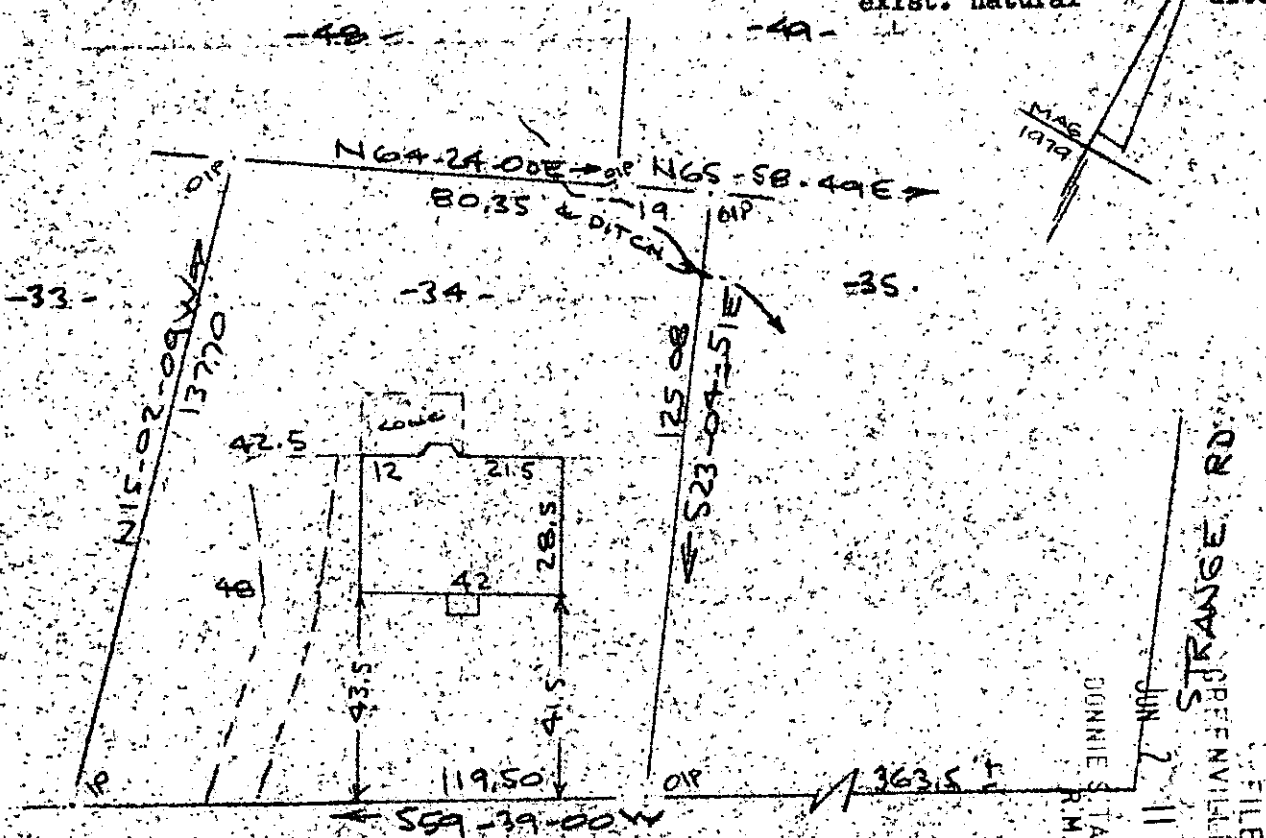 exist. natural
-48-
-49-
MAG
1979
N64-24-00E → OIP N65-58-49E →
OIP
80.35
19
OIP
DITCH
-33-
-34-
-35-
N15-02-09W
137.70
125.08
S23-04-51E
CONC
42.5
12
21.5
28.5
42
48
43.5
41.5
STRANGE RD.
IP
119.50
OIP
363.5 ±
S59-39-00W
JUN 7
DONNIE S. TA
R.M
GREENVILLE
FILE